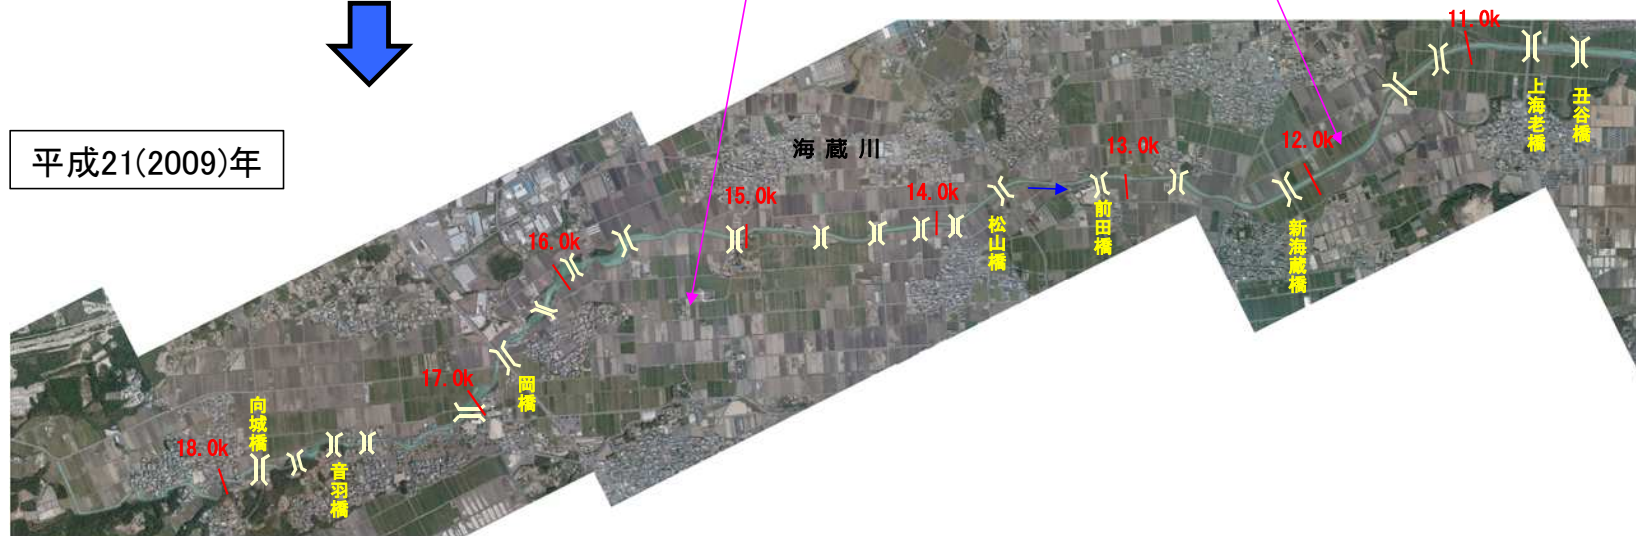 11.0k
上海老橋
丑谷橋
平成21(2009)年
海蔵川
12.0k
13.0k
15.0k
14.0k
松山橋
前田橋
新海蔵橋
16.0k
17.0k
岡橋
向城橋
18.0k
音羽橋